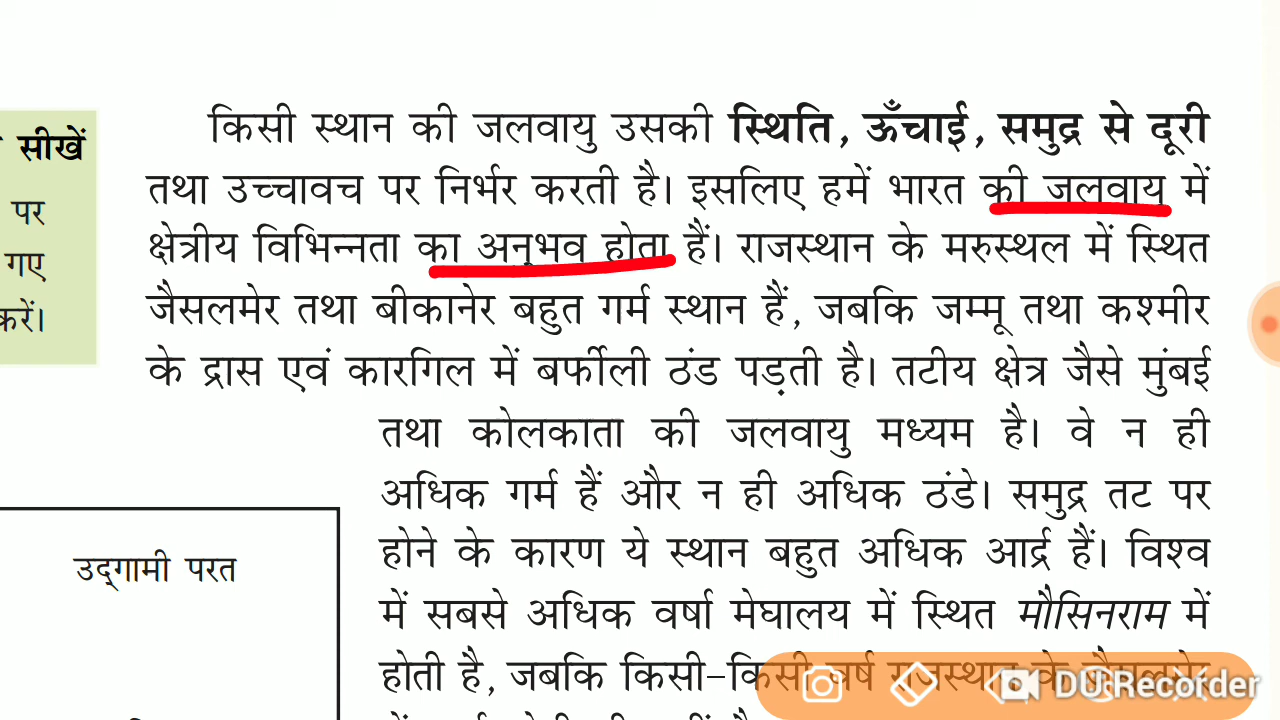 सीखें
पर
गए
करें।
किसी स्थान की जलवायु उसकी स्थिति, ऊँचाई, समुद्र से दूरी
तथा उच्चावच पर निर्भर करती है। इसलिए हमें भारत की जलवायु में
क्षेत्रीय विभिन्नता का अनुभव होता हैं। राजस्थान के मरुस्थल में स्थित
जैसलमेर तथा बीकानेर बहुत गर्म स्थान हैं, जबकि जम्मू तथा कश्मीर
के द्रास एवं कारगिल में बर्फीली ठंड पड़ती है। तटीय क्षेत्र जैसे मुंबई
तथा कोलकाता की जलवायु मध्यम है। वे न ही
अधिक गर्म हैं और न ही अधिक ठंडे। समुद्र तट पर
होने के कारण ये स्थान बहुत अधिक आर्द्र हैं। विश्व
में सबसे अधिक वर्षा मेघालय में स्थित मौसिनराम में
होती है, जबकि किसी-किसी वर्ष राजस्थान के जैसलमेर
उद्गामी परत
DU Recorder